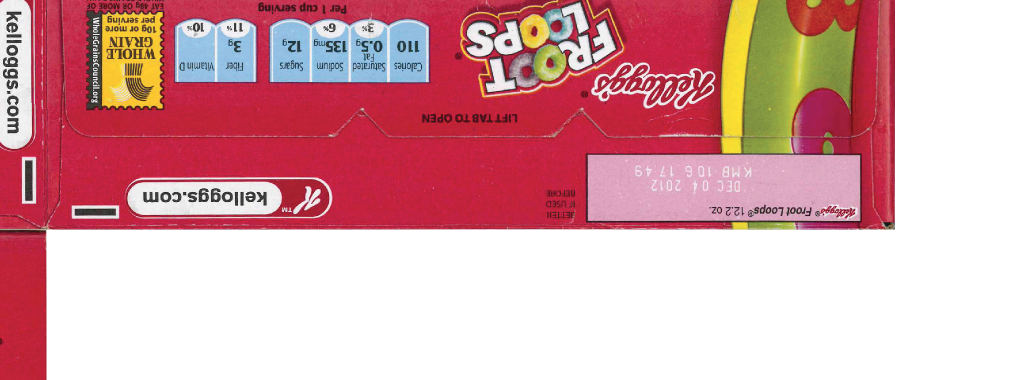 Kellogg's® Froot Loops® 12.2 oz.
DEC 04 2012
KMB 106 17 49
BETTER
IF USED
BEFORE
TM
kelloggs.com
LIFT TAB TO OPEN
Kellogg's®
FROOT
LOOPS®
Calories
110
Saturated
Fat
0.5g
3%
Sodium
135mg
6%
Sugars
12g
Fiber
3g
11%
Vitamin D
10%
Per 1 cup serving
WHOLE
GRAIN
10g or more
per serving
WholeGrainsCouncil.org
EAT 48g OR MORE OF
kelloggs.com